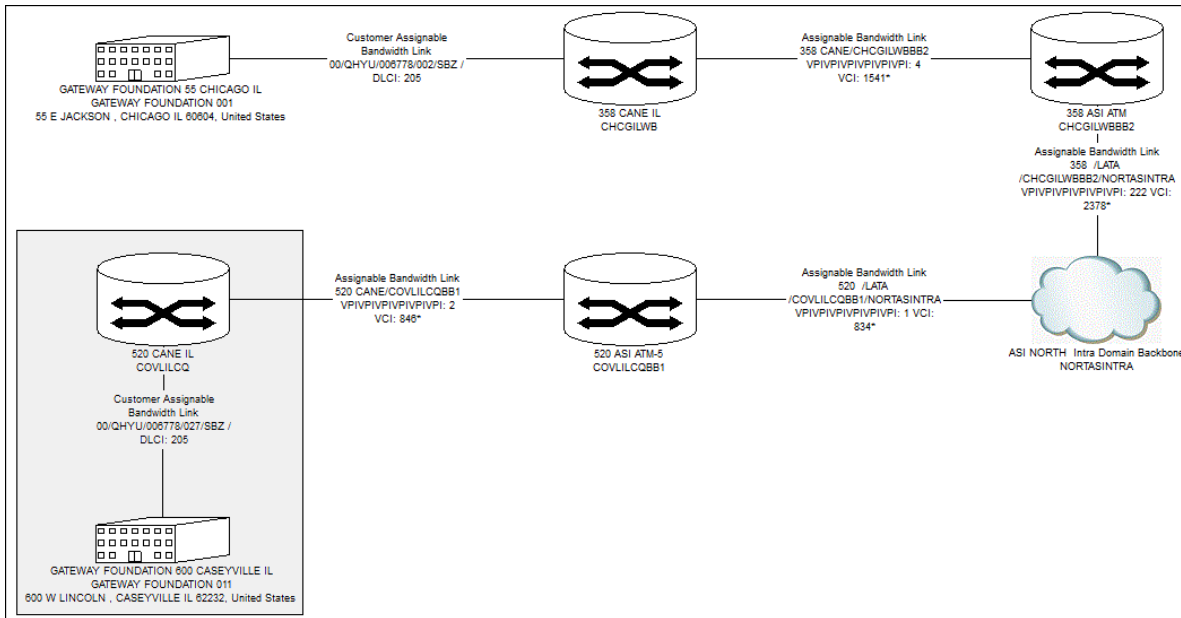 GATEWAY FOUNDATION 55 CHICAGO IL
GATEWAY FOUNDATION 001
55 E JACKSON , CHICAGO IL 60604, United States
Customer Assignable
Bandwidth Link
00/QHYU/006778/002/SBZ /
DLCI: 205
358 CANE IL
CHCGILWB
Assignable Bandwidth Link
358 CANE/CHCGILWBBB2
VPIVPIVPIVPIVPIVPI: 4
VCI: 1541*
358 ASI ATM
CHCGILWBBB2
Assignable Bandwidth Link
358 /LATA
/CHCGILWBBB2/NORTASINTRA
VPIVPIVPIVPIVPIVPI: 222 VCI:
2378*
ASI NORTH Intra Domain Backbone
NORTASINTRA
Assignable Bandwidth Link
520 /LATA
/COVLILCQBB1/NORTASINTRA
VPIVPIVPIVPIVPIVPI: 1 VCI:
834*
520 ASI ATM-5
COVLILCQBB1
Assignable Bandwidth Link
520 CANE/COVLILCQBB1
VPIVPIVPIVPIVPIVPI: 2
VCI: 846*
520 CANE IL
COVLILCQ
Customer Assignable
Bandwidth Link
00/QHYU/006778/027/SBZ /
DLCI: 205
GATEWAY FOUNDATION 600 CASEYVILLE IL
GATEWAY FOUNDATION 011
600 W LINCOLN , CASEYVILLE IL 62232, United States